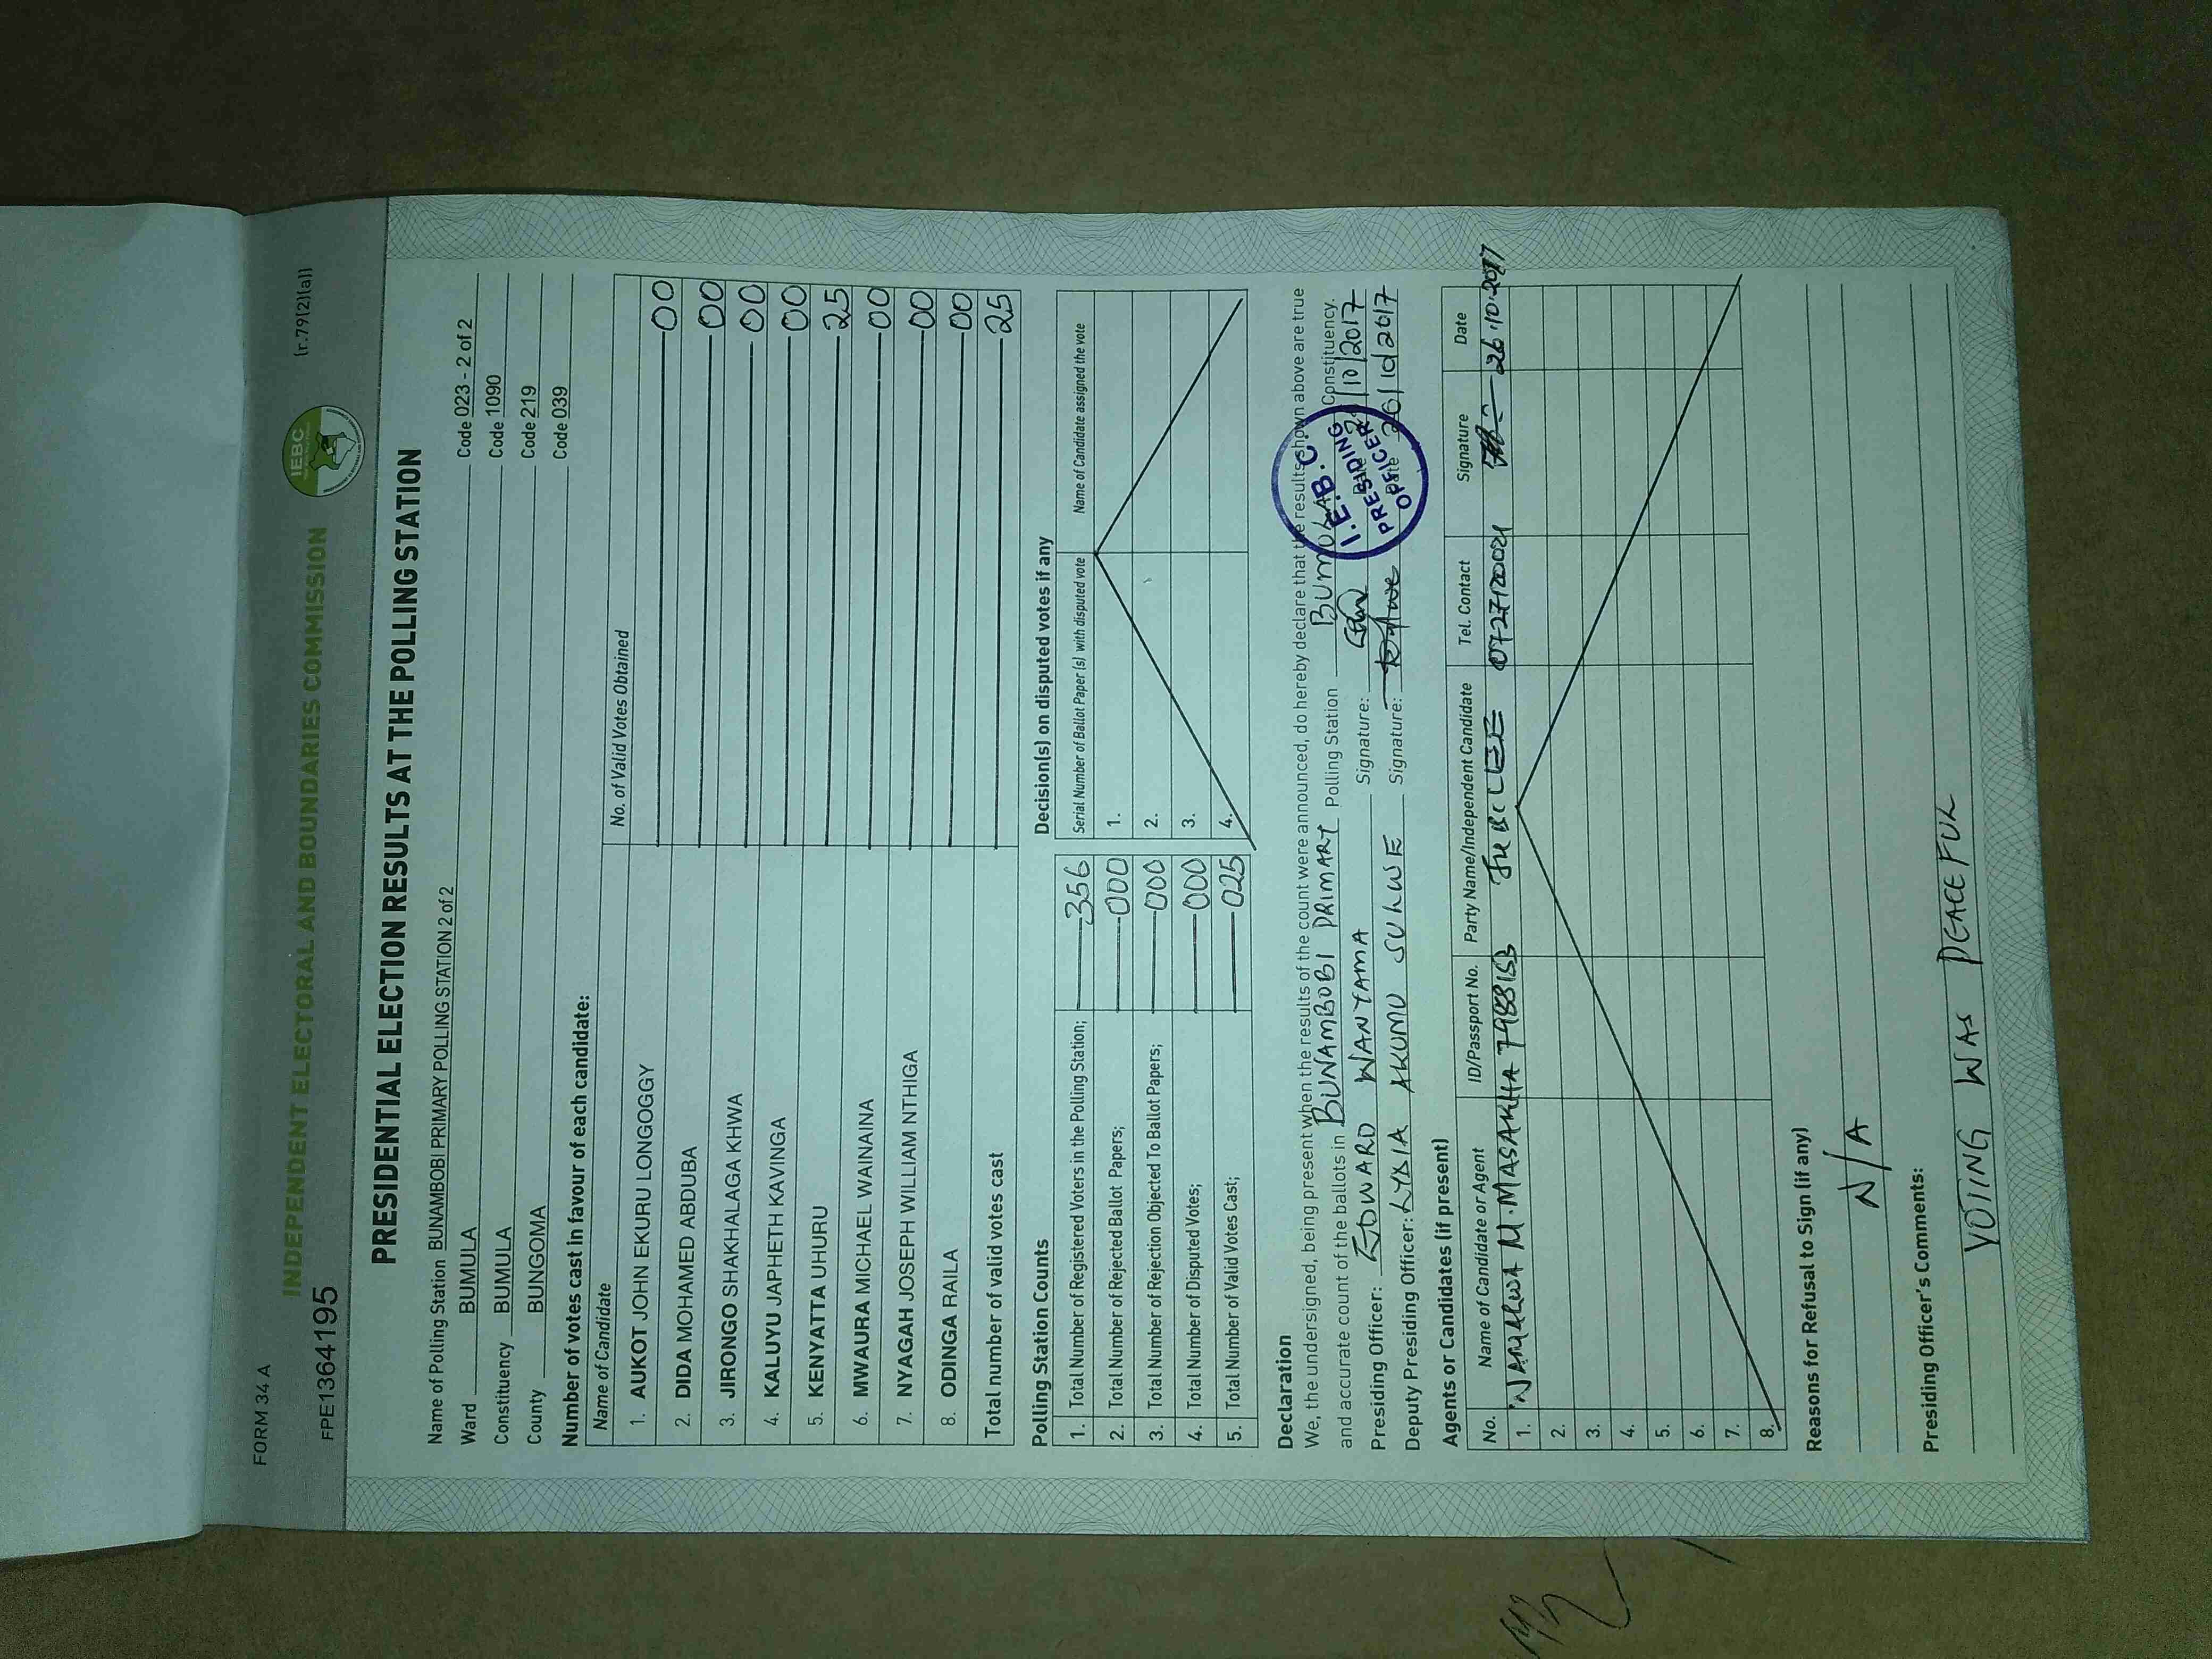 FORM 34 A
(r.79(2)(a))
IEBC
INDEPENDENT ELECTORAL AND BOUNDARIES COMMISSION
FPE1364195
PRESIDENTIAL ELECTION RESULTS AT THE POLLING STATION
Name of Polling Station BUNAMBOBI PRIMARY POLLING STATION 2 of 2 Code 023 - 2 of 2
Ward BUMULA Code 1090
Constituency BUMULA Code 219
County BUNGOMA Code 039
Number of votes cast in favour of each candidate:
Name of Candidate No. of Valid Votes Obtained
1. AUKOT JOHN EKURU LONGOGGY 00
2. DIDA MOHAMED ABDUBA 00
3. JIRONGO SHAKHALAGA KHWA 00
4. KALUYU JAPHETH KAVINGA 00
5. KENYATTA UHURU 25
6. MWAURA MICHAEL WAINAINA 00
7. NYAGAH JOSEPH WILLIAM NTHIGA 00
8. ODINGA RAILA 00
Total number of valid votes cast 25
Polling Station Counts
1. Total Number of Registered Voters in the Polling Station; 356
2. Total Number of Rejected Ballot Papers; 000
3. Total Number of Rejection Objected To Ballot Papers; 000
4. Total Number of Disputed Votes; 000
5. Total Number of Valid Votes Cast; 025
Decision(s) on disputed votes if any
Serial Number of Ballot Paper (s) with disputed vote Name of Candidate assigned the vote
1.
2.
3.
4.
Declaration
We, the undersigned, being present when the results of the count were announced, do hereby declare that the results shown above are true
and accurate count of the ballots in BUNAMBOBI PRIMARY Polling Station BUMULA Constituency.
Presiding Officer: EDWARD WANYAMA Signature: Date 26/10/2017
Deputy Presiding Officer: AKUMU SULWE Signature: Date 26/10/2017
I.E.B.C.
PRESIDING
OFFICER
Agents or Candidates (if present)
No. Name of Candidate or Agent ID/Passport No. Party Name/Independent Candidate Tel. Contact Signature Date
1. M. MASAKHA 7988153 JUBILEE 0727120021 26.10.2017
2.
3.
4.
5.
6.
7.
8.
Reasons for Refusal to Sign (if any)
N/A
Presiding Officer's Comments:
VOTING WAS PEACEFUL